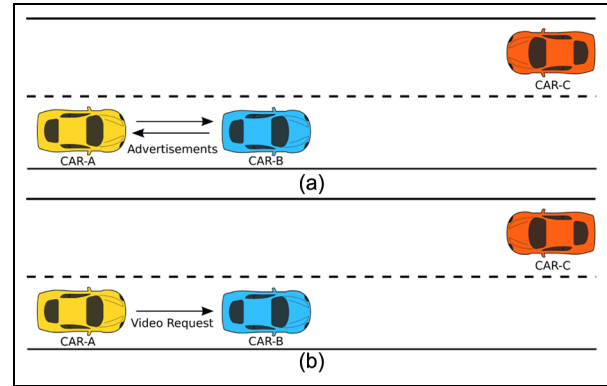 CAR-C
Advertisements
CAR-A CAR-B
(a)
CAR-C
Video Request
CAR-A CAR-B
(b)